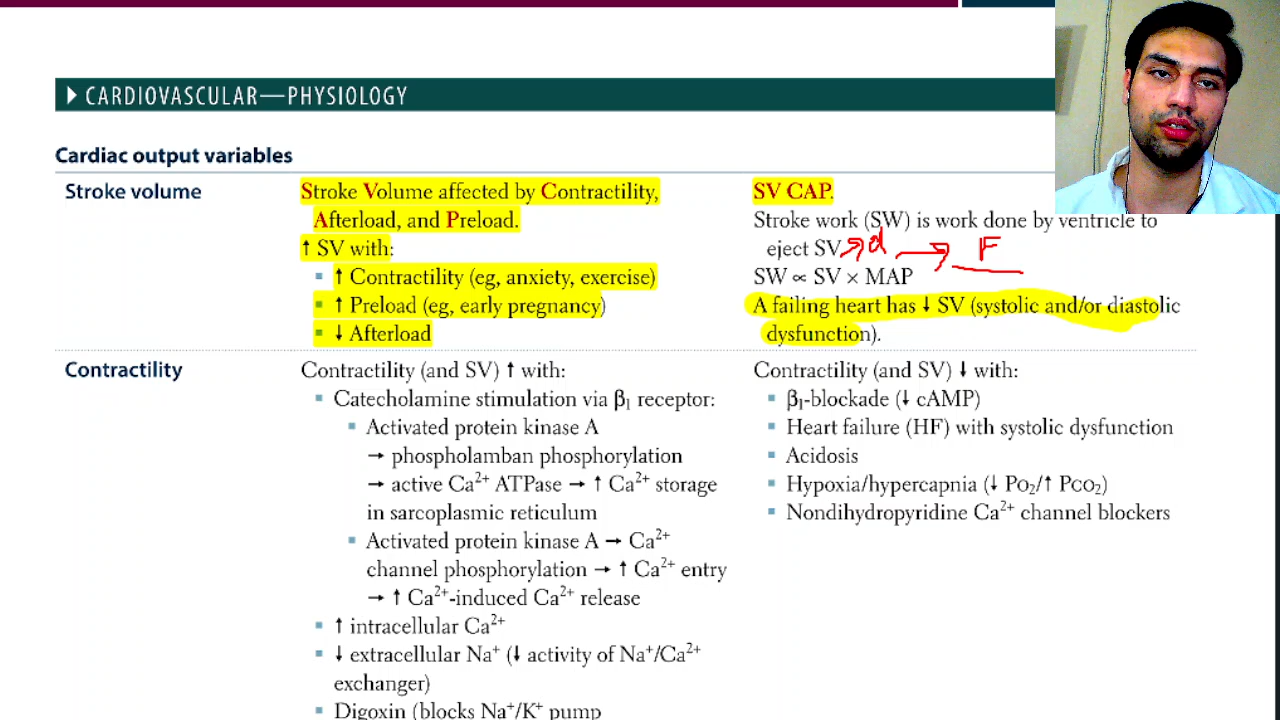 CARDIOVASCULAR—PHYSIOLOGY
Cardiac output variables
Stroke volume
Stroke Volume affected by Contractility,
Afterload, and Preload.
↑ SV with:
▪ ↑ Contractility (eg, anxiety, exercise)
▪ ↑ Preload (eg, early pregnancy)
▪ ↓ Afterload
SV CAP.
Stroke work (SW) is work done by ventricle to
eject SV
d → F
SW ∝ SV × MAP
A failing heart has ↓ SV (systolic and/or diastolic
dysfunction).
Contractility
Contractility (and SV) ↑ with:
▪ Catecholamine stimulation via β₁ receptor:
▪ Activated protein kinase A
→ phospholamban phosphorylation
→ active Ca²⁺ ATPase → ↑ Ca²⁺ storage
in sarcoplasmic reticulum
▪ Activated protein kinase A → Ca²⁺
channel phosphorylation → ↑ Ca²⁺ entry
→ ↑ Ca²⁺-induced Ca²⁺ release
▪ ↑ intracellular Ca²⁺
▪ ↓ extracellular Na⁺ (↓ activity of Na⁺/Ca²⁺
exchanger)
▪ Digoxin (blocks Na⁺/K⁺ pump
Contractility (and SV) ↓ with:
▪ β₁-blockade (↓ cAMP)
▪ Heart failure (HF) with systolic dysfunction
▪ Acidosis
▪ Hypoxia/hypercapnia (↓ Po₂/↑ Pco₂)
▪ Nondihydropyridine Ca²⁺ channel blockers